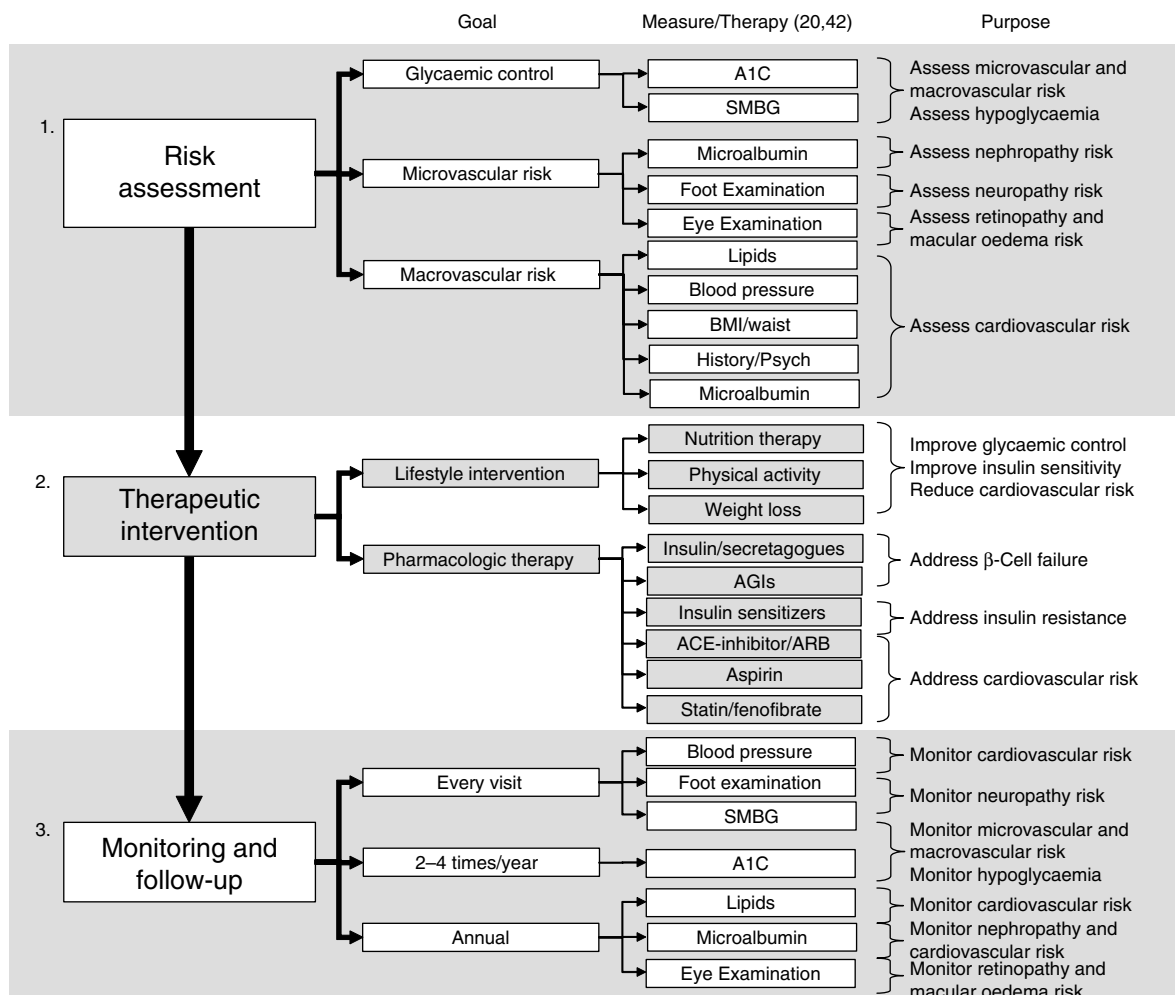 Goal
Measure/Therapy (20,42)
Purpose
1.
Risk
assessment
Glycaemic control
A1C
SMBG
Assess microvascular and
macrovascular risk
Assess hypoglycaemia
Microvascular risk
Microalbumin
Assess nephropathy risk
Foot Examination
Assess neuropathy risk
Eye Examination
Assess retinopathy and
macular oedema risk
Macrovascular risk
Lipids
Blood pressure
BMI/waist
History/Psych
Microalbumin
Assess cardiovascular risk
2.
Therapeutic
intervention
Lifestyle intervention
Nutrition therapy
Physical activity
Weight loss
Improve glycaemic control
Improve insulin sensitivity
Reduce cardiovascular risk
Pharmacologic therapy
Insulin/secretagogues
AGIs
Address β-Cell failure
Insulin sensitizers
Address insulin resistance
ACE-inhibitor/ARB
Aspirin
Statin/fenofibrate
Address cardiovascular risk
3.
Monitoring and
follow-up
Every visit
Blood pressure
Monitor cardiovascular risk
Foot examination
SMBG
Monitor neuropathy risk
2–4 times/year
A1C
Monitor microvascular and
macrovascular risk
Monitor hypoglycaemia
Annual
Lipids
Monitor cardiovascular risk
Microalbumin
Monitor nephropathy and
cardiovascular risk
Eye Examination
Monitor retinopathy and
macular oedema risk